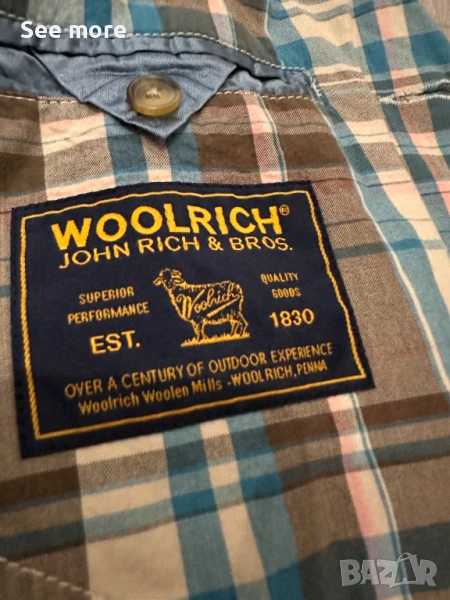 See more
WOOLRICH®
JOHN RICH & BROS.
SUPERIOR PERFORMANCE
Woolrich
QUALITY GOODS
EST. 1830
OVER A CENTURY OF OUTDOOR EXPERIENCE
Woolrich Woolen Mills - WOOLRICH, PENNA
BAZAR